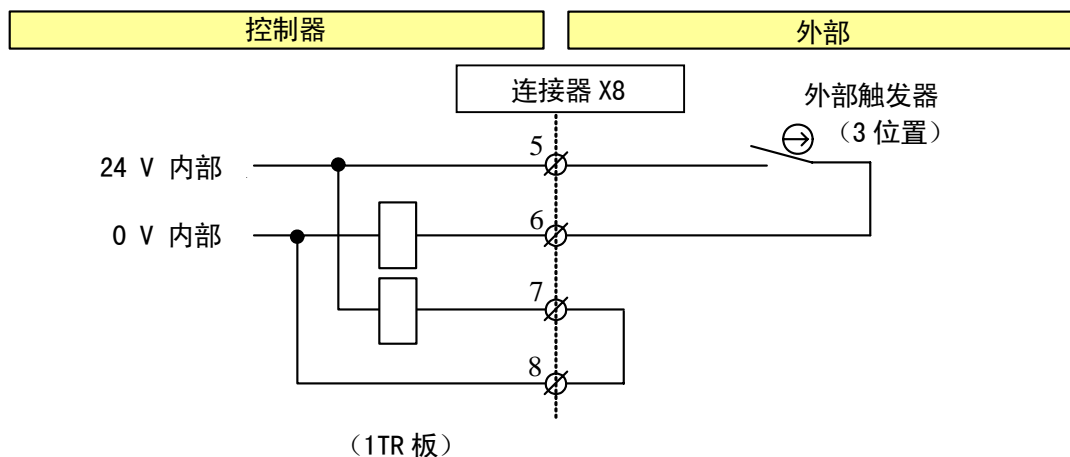 控制器
外部
连接器 X8
外部触发器
（3 位置）
5
24 V 内部
6
0 V 内部
7
8
（1TR 板）